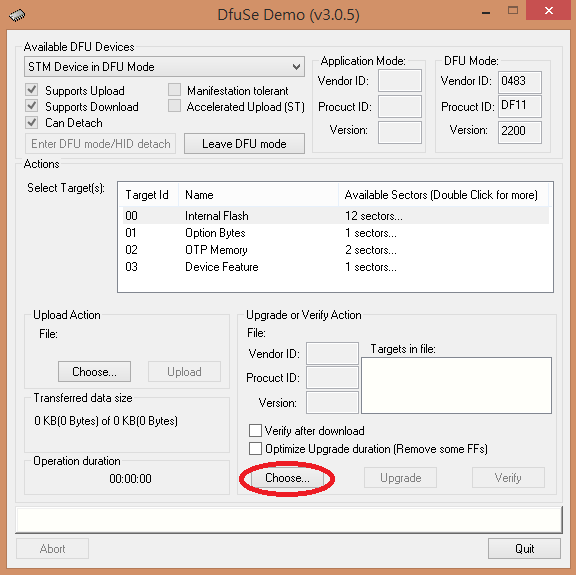 DfuSe Demo (v3.0.5)
Available DFU Devices
STM Device in DFU Mode
Supports Upload
Manifestation tolerant
Supports Download
Accelerated Upload (ST)
Can Detach
Enter DFU mode/HID detach
Leave DFU mode
Application Mode:
Vendor ID:
Procuct ID:
Version:
DFU Mode:
Vendor ID: 0483
Procuct ID: DF11
Version: 2200
Actions
Select Target(s):
Target Id Name Available Sectors (Double Click for more)
00 Internal Flash 12 sectors...
01 Option Bytes 1 sectors...
02 OTP Memory 2 sectors...
03 Device Feature 1 sectors...
Upload Action
File:
Choose... Upload
Transferred data size
0 KB(0 Bytes) of 0 KB(0 Bytes)
Operation duration
00:00:00
Upgrade or Verify Action
File:
Vendor ID:
Procuct ID:
Version:
Targets in file:
Verify after download
Optimize Upgrade duration (Remove some FFs)
Choose... Upgrade Verify
Abort Quit